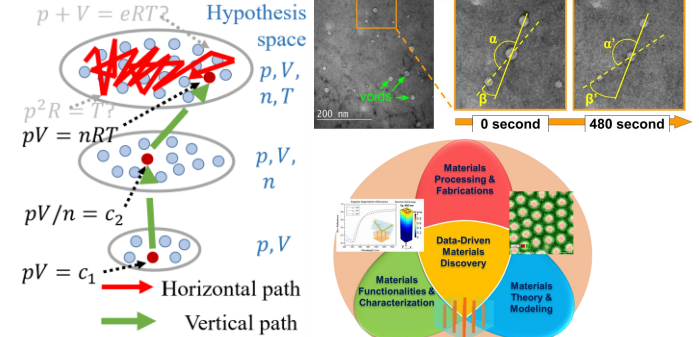 p + V = eRT?
Hypothesis
space
p, V,
n, T
p²R = T?
pV = nRT
p, V,
n
pV/n = c₂
p, V
pV = c₁
Horizontal path
Vertical path
voids
200 nm
α
β
0 second
α'
β'
480 second
Materials
Processing &
Fabrications
Data-Driven
Materials
Discovery
Materials
Functionalities &
Characterization
Materials
Theory &
Modeling